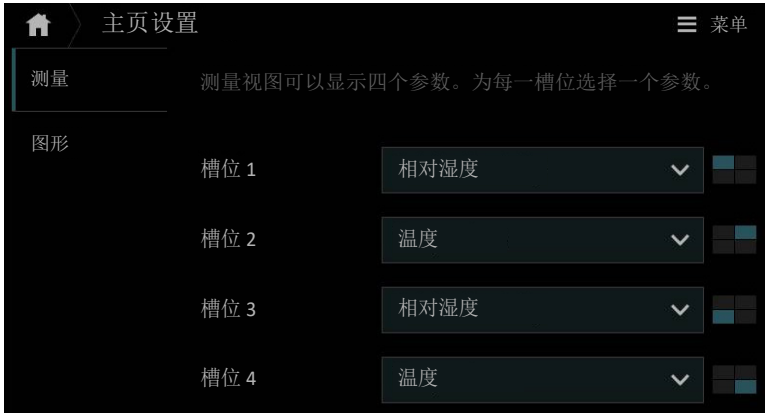 主页设置
菜单
测量
测量视图可以显示四个参数。为每一槽位选择一个参数。
图形
槽位 1
相对湿度
槽位 2
温度
槽位 3
相对湿度
槽位 4
温度